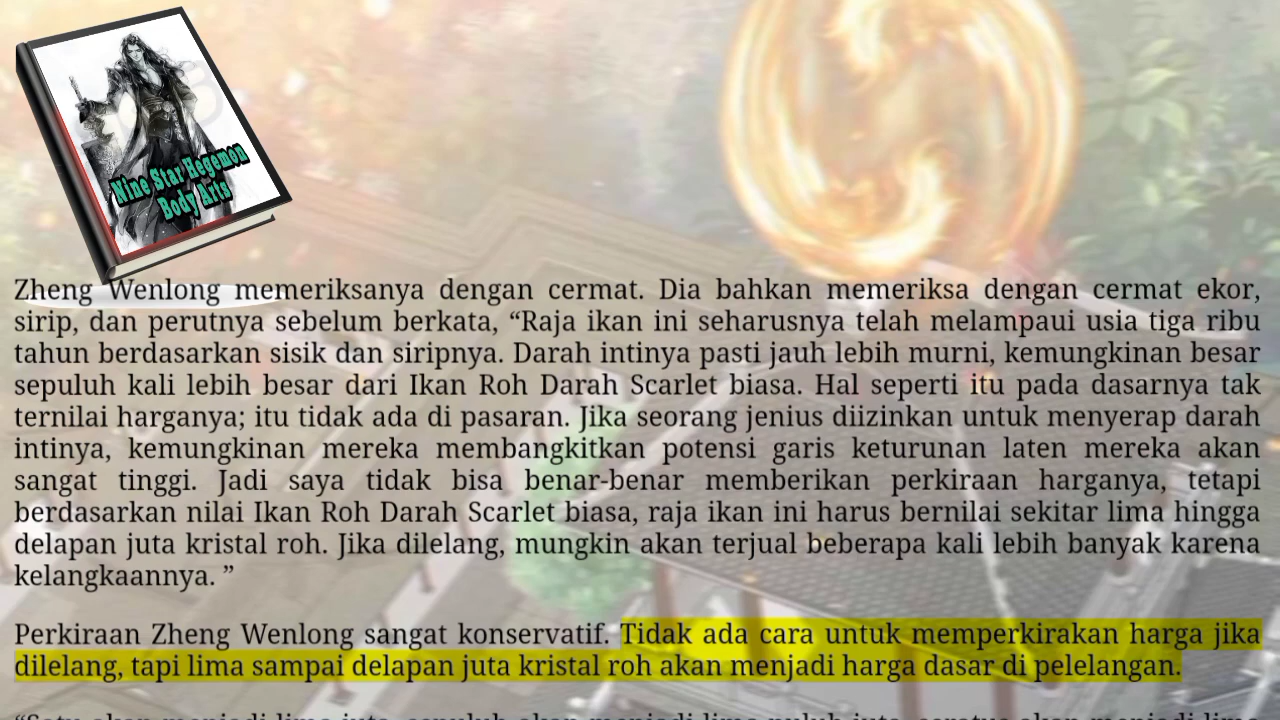 Nine Star Hegemon
Body Arts
Zheng Wenlong memeriksanya dengan cermat. Dia bahkan memeriksa dengan cermat ekor,
sirip, dan perutnya sebelum berkata, “Raja ikan ini seharusnya telah melampaui usia tiga ribu
tahun berdasarkan sisik dan siripnya. Darah intinya pasti jauh lebih murni, kemungkinan besar
sepuluh kali lebih besar dari Ikan Roh Darah Scarlet biasa. Hal seperti itu pada dasarnya tak
ternilai harganya; itu tidak ada di pasaran. Jika seorang jenius diizinkan untuk menyerap darah
intinya, kemungkinan mereka membangkitkan potensi garis keturunan laten mereka akan
sangat tinggi. Jadi saya tidak bisa benar-benar memberikan perkiraan harganya, tetapi
berdasarkan nilai Ikan Roh Darah Scarlet biasa, raja ikan ini harus bernilai sekitar lima hingga
delapan juta kristal roh. Jika dilelang, mungkin akan terjual beberapa kali lebih banyak karena
kelangkaannya. ”
Perkiraan Zheng Wenlong sangat konservatif. Tidak ada cara untuk memperkirakan harga jika
dilelang, tapi lima sampai delapan juta kristal roh akan menjadi harga dasar di pelelangan.